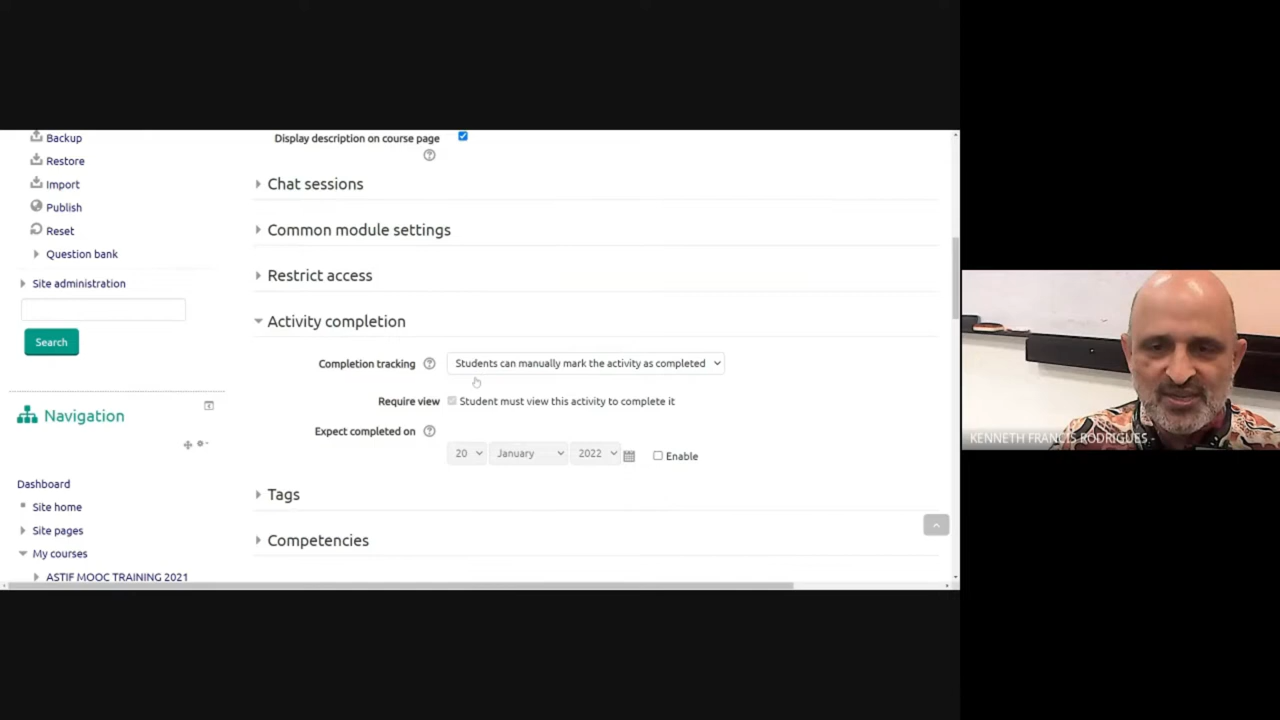 Backup
Restore
Import
Publish
Reset
Question bank
Site administration
Search
Navigation
Dashboard
Site home
Site pages
My courses
ASTIF MOOC TRAINING 2021
Display description on course page
Chat sessions
Common module settings
Restrict access
Activity completion
Completion tracking Students can manually mark the activity as completed
Require view Student must view this activity to complete it
Expect completed on
20 January 2022 Enable
Tags
Competencies
KENNETH FRANCIS RODRIGUES -